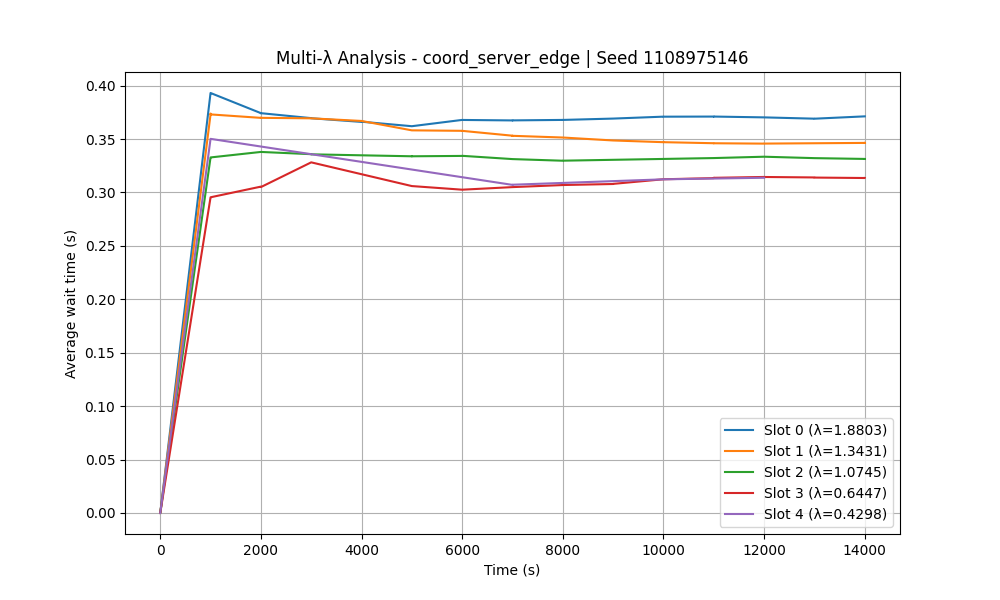 Multi-λ Analysis - coord_server_edge | Seed 1108975146
Average wait time (s)
0.40
0.35
0.30
0.25
0.20
0.15
0.10
0.05
0.00
Slot 0 (λ=1.8803)
Slot 1 (λ=1.3431)
Slot 2 (λ=1.0745)
Slot 3 (λ=0.6447)
Slot 4 (λ=0.4298)
0 2000 4000 6000 8000 10000 12000 14000
Time (s)